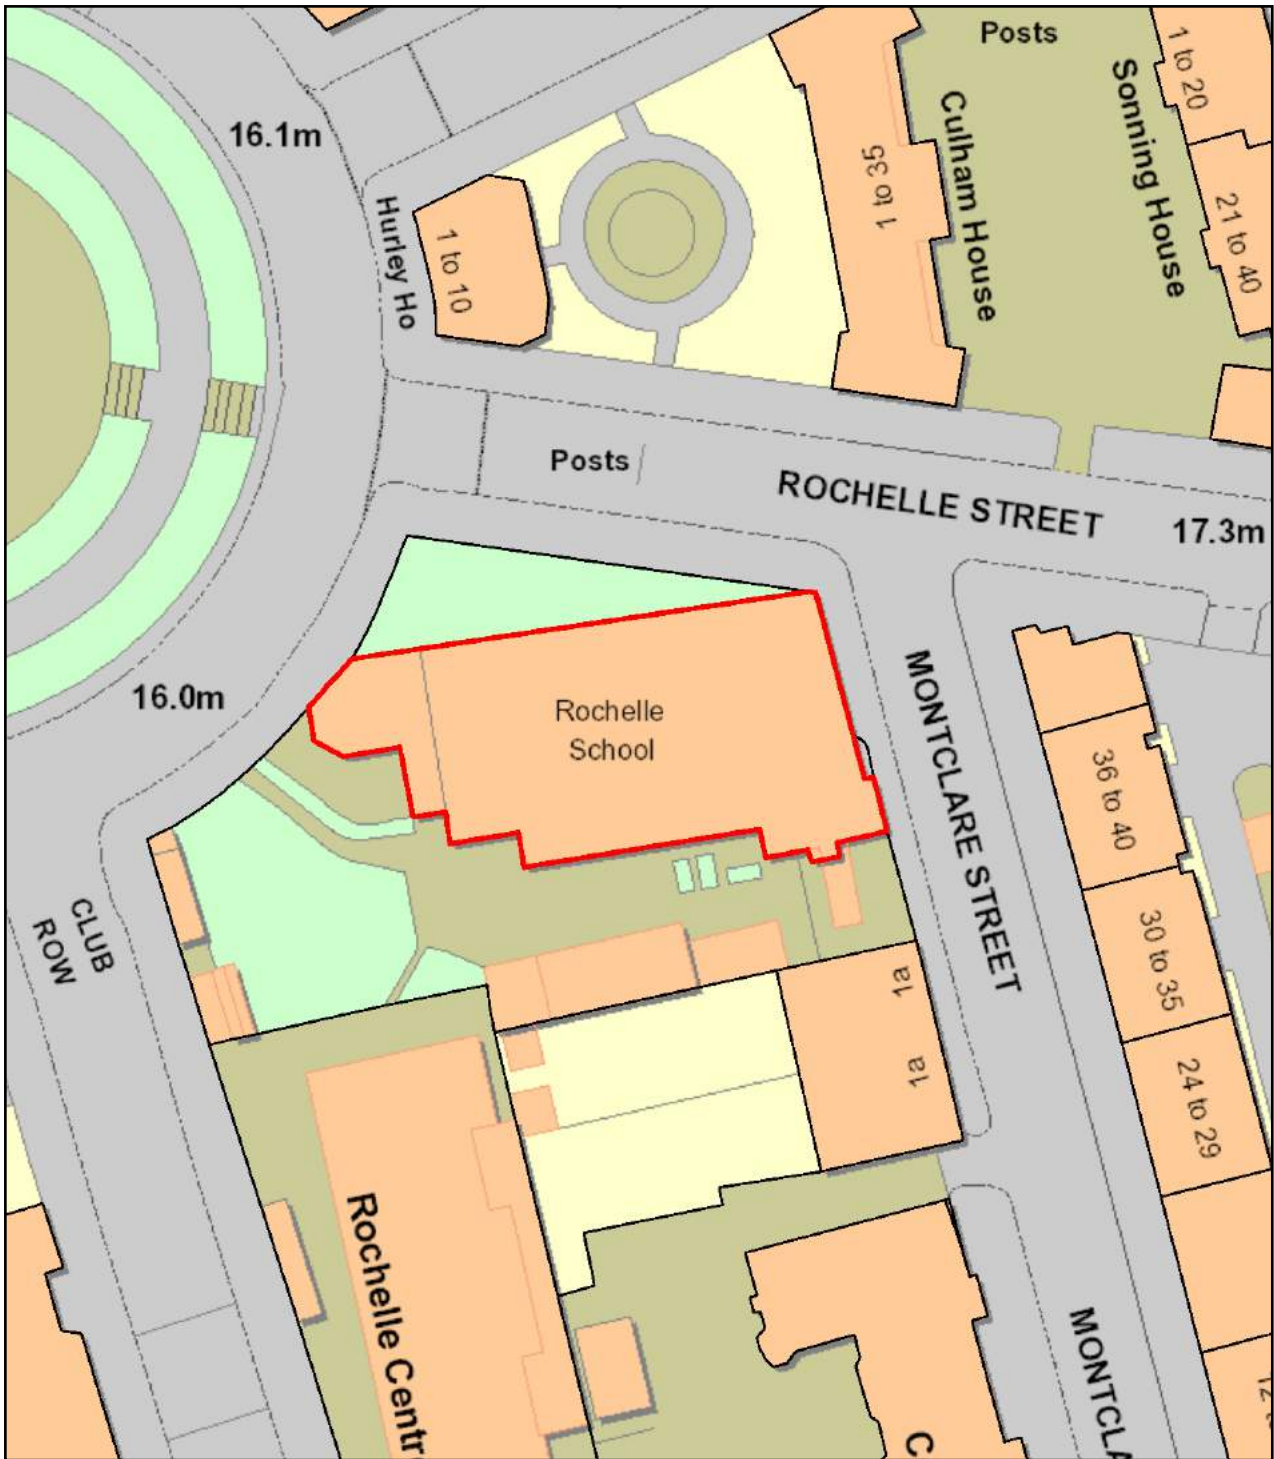 Posts
1 to 20
Sonning House
16.1m
Culham House
1 to 35
21 to 40
Hurley Ho
1 to 10
Posts
ROCHELLE STREET
17.3m
16.0m
Rochelle
School
MONTCLARE STREET
36 to 40
CLUB
ROW
30 to 35
1a
1a
24 to 29
Rochelle Centr
MONTCLA
C